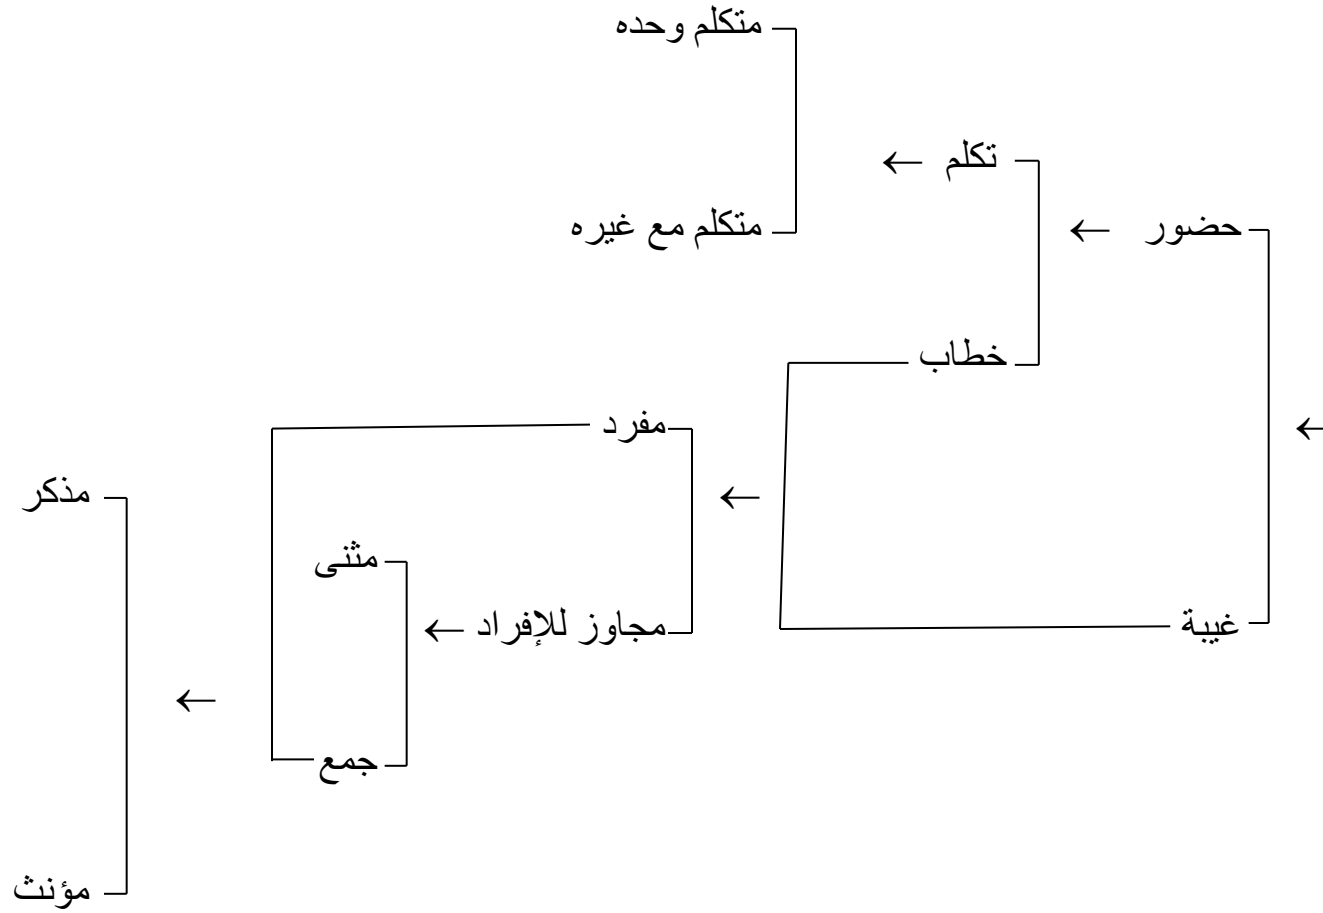 متكلم وحده
تكلم
متكلم مع غيره
حضور
خطاب
مفرد
مذكر
مثنى
مجاوز للإفراد
غيبة
جمع
مؤنث